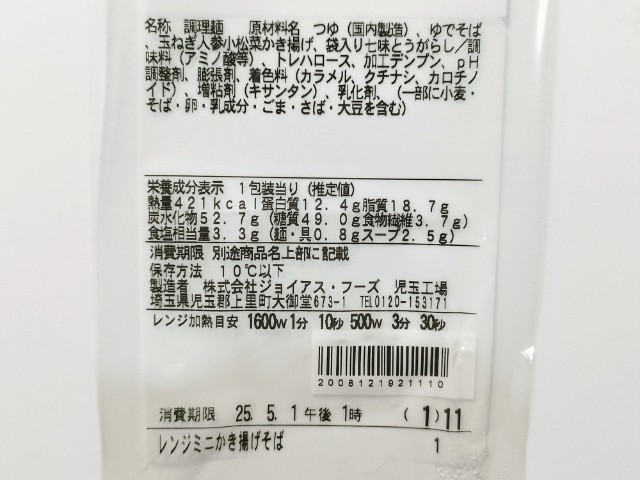 名称 調理麺 原材料名 つゆ(国内製造)、ゆでそば、
玉ねぎ人参小松菜かき揚げ、袋入り七味とうがらし/調
味料(アミノ酸等)、トレハロース、加工デンプン、pH
調整剤、膨張剤、着色料(カラメル、クチナシ、カロチノ
イド)、増粘剤(キサンタン)、乳化剤、(一部に小麦・
そば・卵・乳成分・ごま・さば・大豆を含む)
栄養成分表示 1包装当り(推定値)
熱量421kcal蛋白質12.4g脂質18.7g
炭水化物52.7g(糖質49.0g食物繊維3.7g)
食塩相当量3.3g(麺・具0.8gスープ2.5g)
消費期限 別途商品名上部に記載
保存方法 10℃以下
製造者 株式会社ジョイアス・フーズ 児玉工場
埼玉県児玉郡上里町大御堂673-1 TEL0120-153171
レンジ加熱目安 1600W 1分 10秒 500W 3分 30秒
2008121921110
消費期限 25. 5. 1午後1時 (1)11
レンジミニかき揚げそば 1